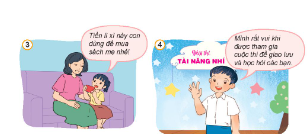 3
Tiền lì xì này con
dùng để mua
sách mẹ nhé!
4
Mình rất vui khi
được tham gia
cuộc thi để giao lưu
và học hỏi các bạn.
Hội thi
TÀI NĂNG NHÍ